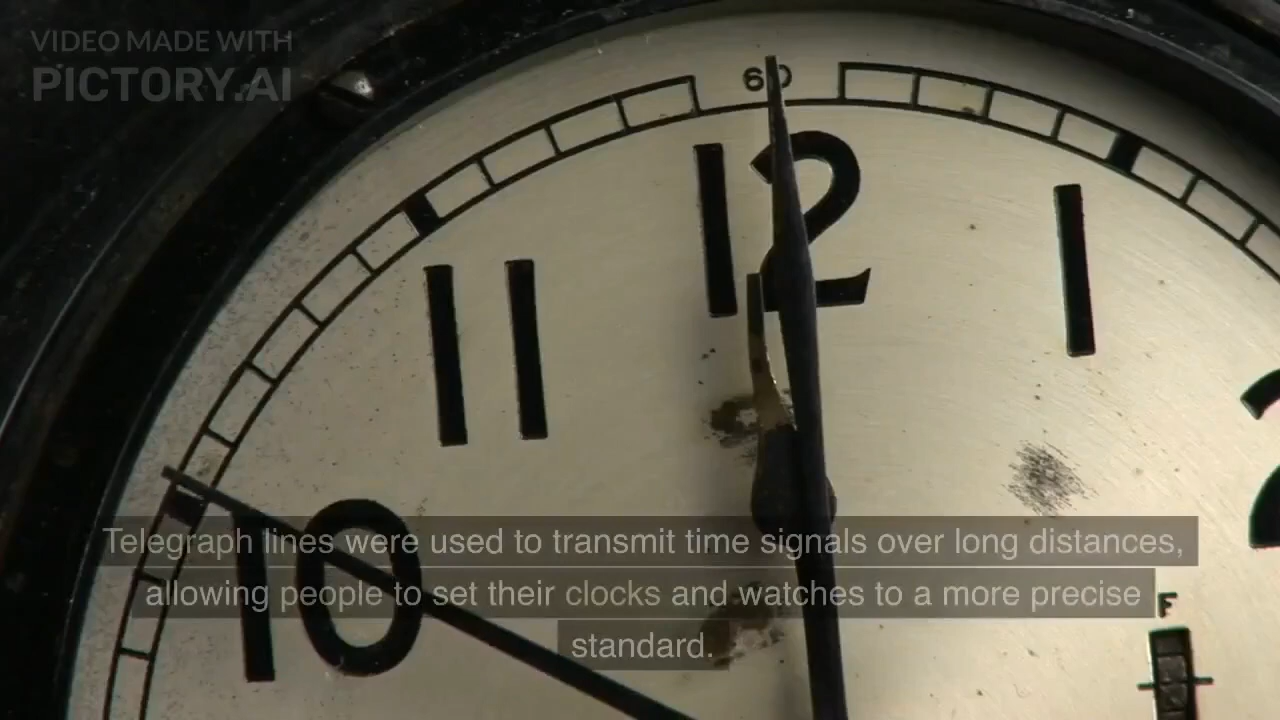 VIDEO MADE WITH
PICTORY.AI
60
12
11
1
2
10
Telegraph lines were used to transmit time signals over long distances,
allowing people to set their clocks and watches to a more precise
standard.
F